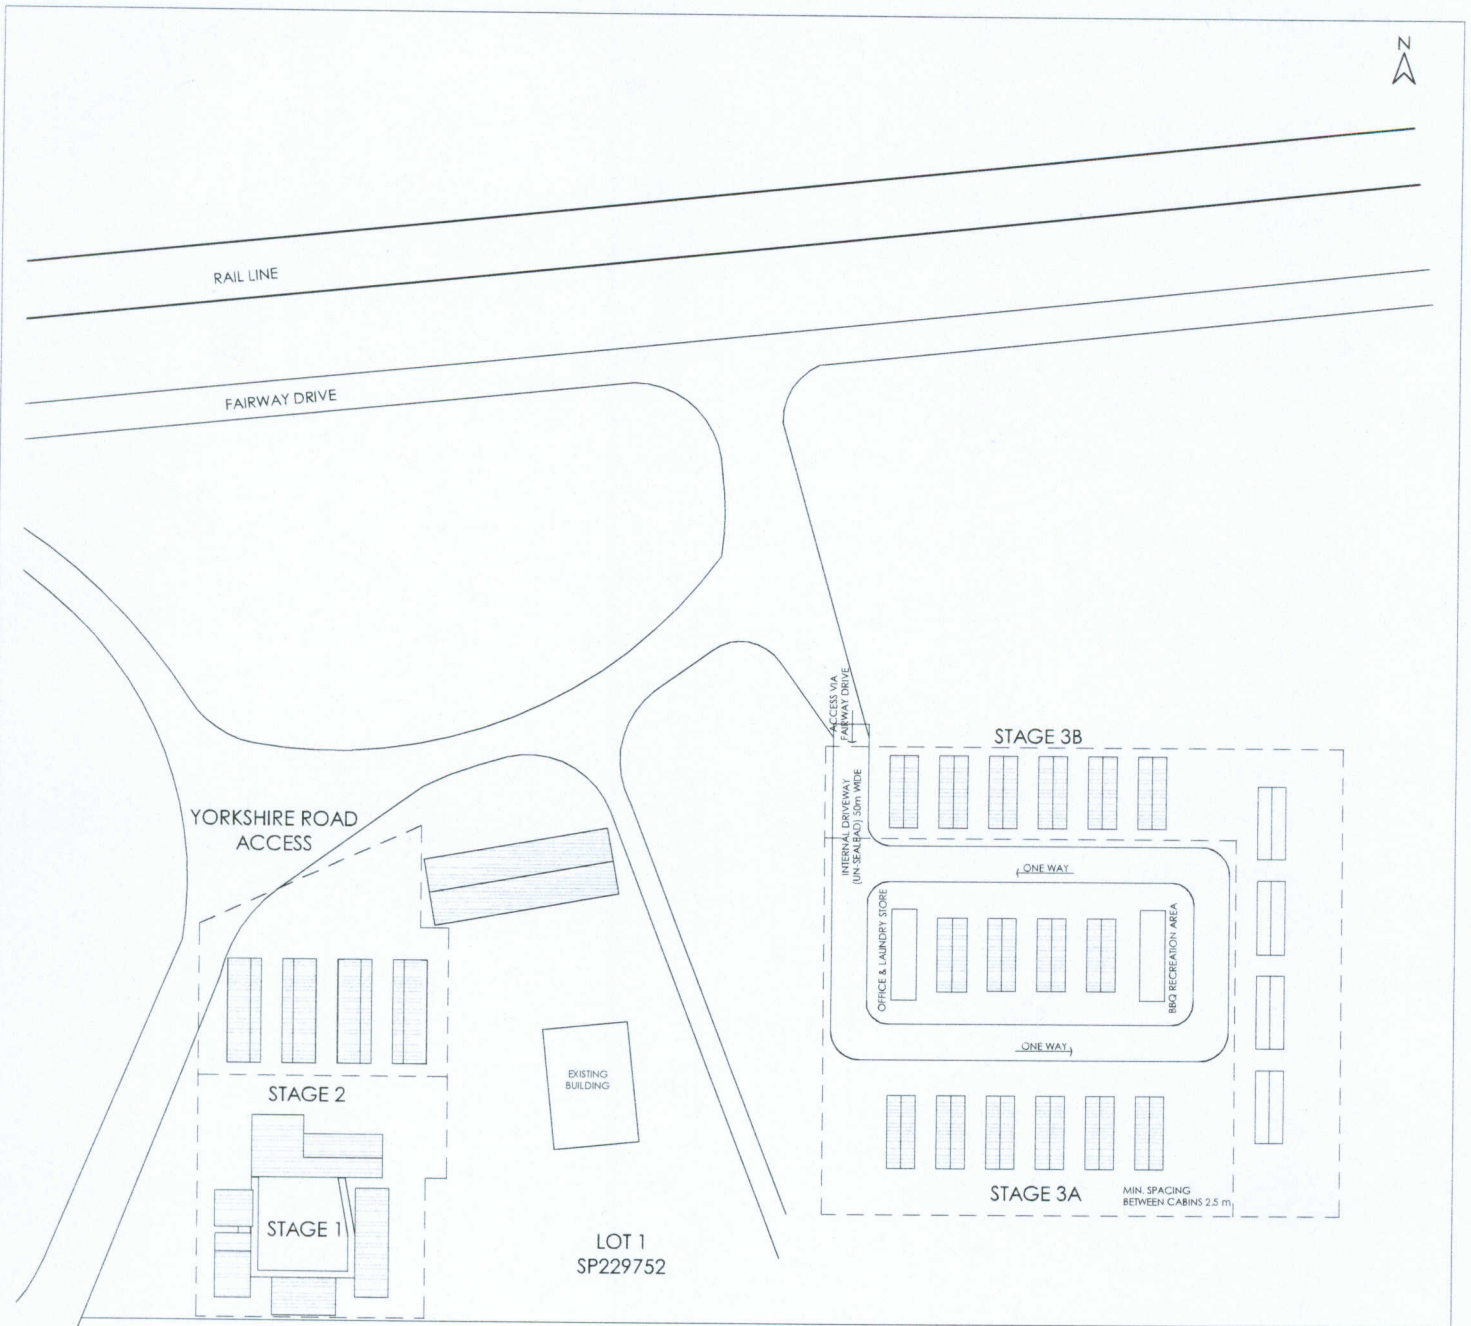 N
RAIL LINE
FAIRWAY DRIVE
ACCESS VIA
FAIRWAY DRIVE
STAGE 3B
INTERNAL DRIVEWAY
(UN-SEALEAD) 50m WIDE
YORKSHIRE ROAD
ACCESS
ONE WAY
OFFICE & LAUNDRY STORE
BBQ RECREATION AREA
ONE WAY
EXISTING
BUILDING
STAGE 2
STAGE 3A
MIN. SPACING
BETWEEN CABINS 2.5 m
STAGE 1
LOT 1
SP229752